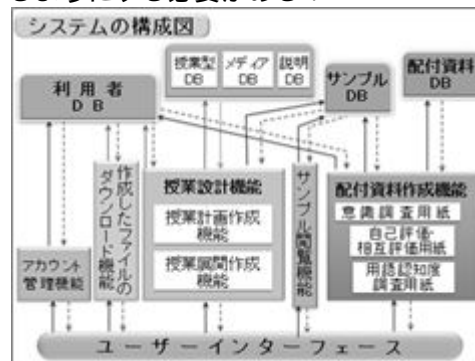 システムの構成図
授業型
DB
メディア
DB
説明
DB
サンプル
DB
配付資料
DB
利用者
DB
作成したファイルの
ダウンロード機能
授業設計機能
授業計画作成
機能
授業展開作成
機能
サンプル閲覧機能
配付資料作成機能
意識調査用紙
自己評価・
相互評価用紙
用語認知度
調査用紙
アカウント
管理機能
ユーザーインターフェース